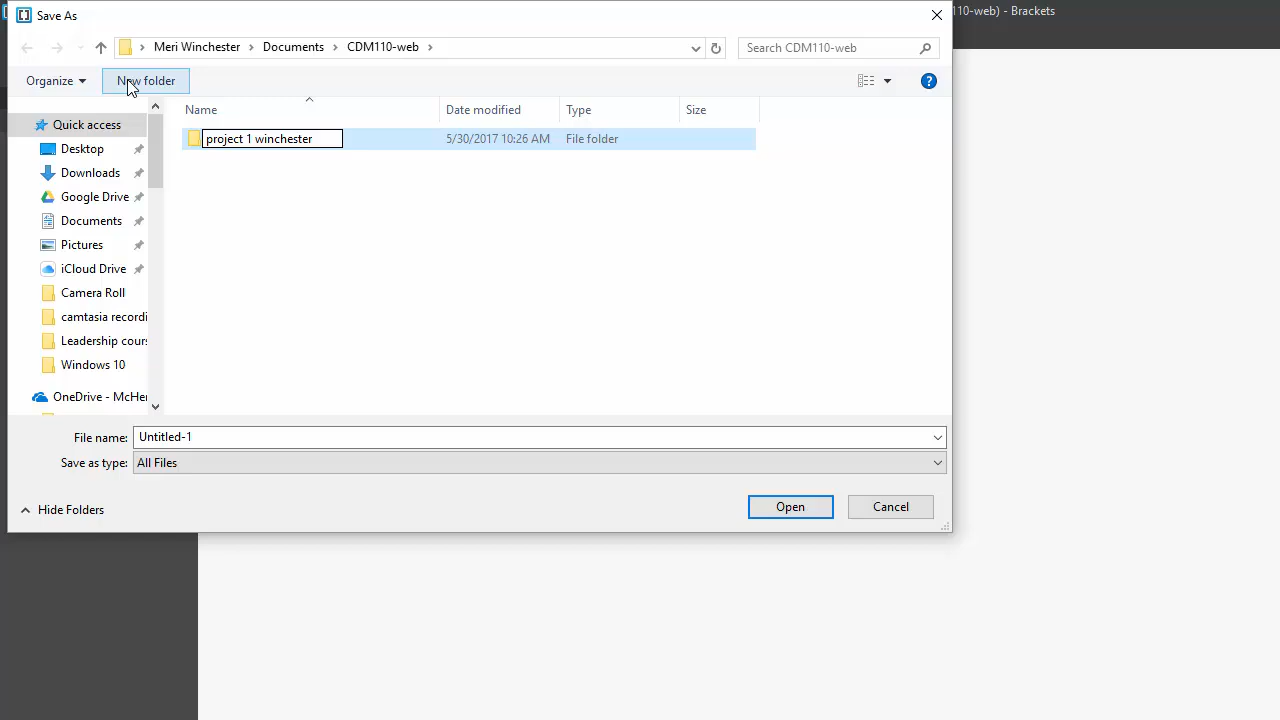 Save As
110-web) - Brackets
Meri Winchester > Documents > CDM110-web >
Search CDM110-web
Organize
New folder
Name
Date modified
Type
Size
Quick access
project 1 winchester
5/30/2017 10:26 AM
File folder
Desktop
Downloads
Google Drive
Documents
Pictures
iCloud Drive
Camera Roll
camtasia recordi
Leadership cours
Windows 10
OneDrive - McHer
File name:
Untitled-1
Save as type:
All Files
Hide Folders
Open
Cancel